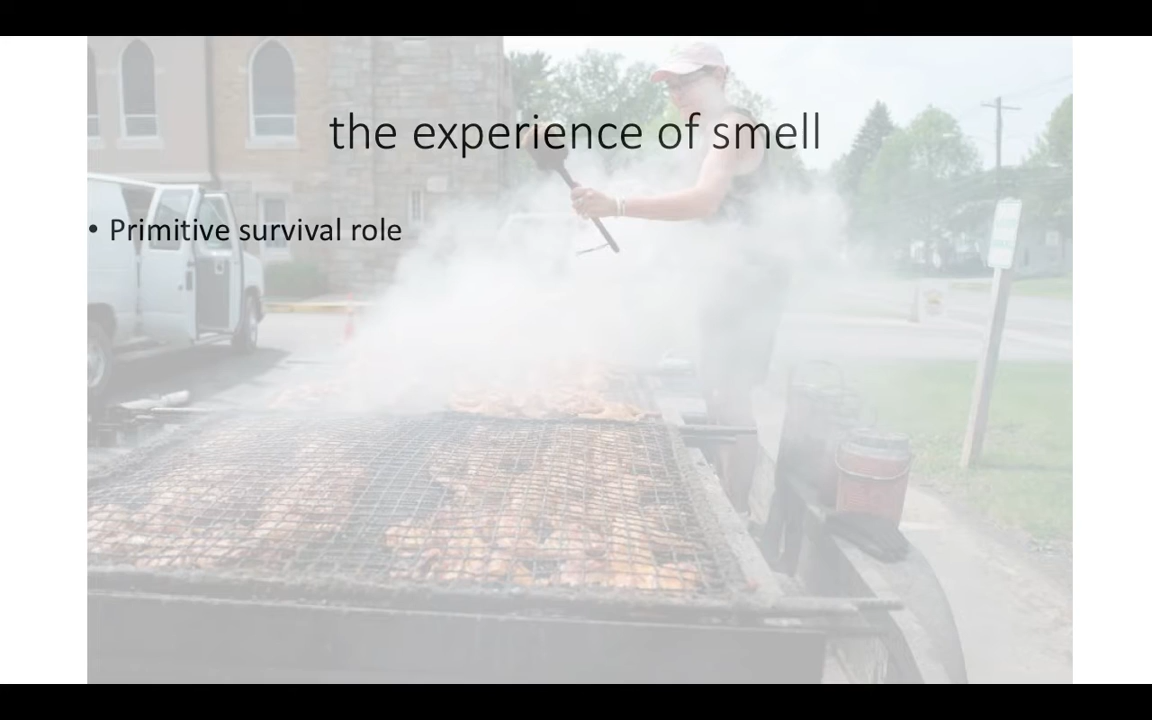 the experience of smell
• Primitive survival role